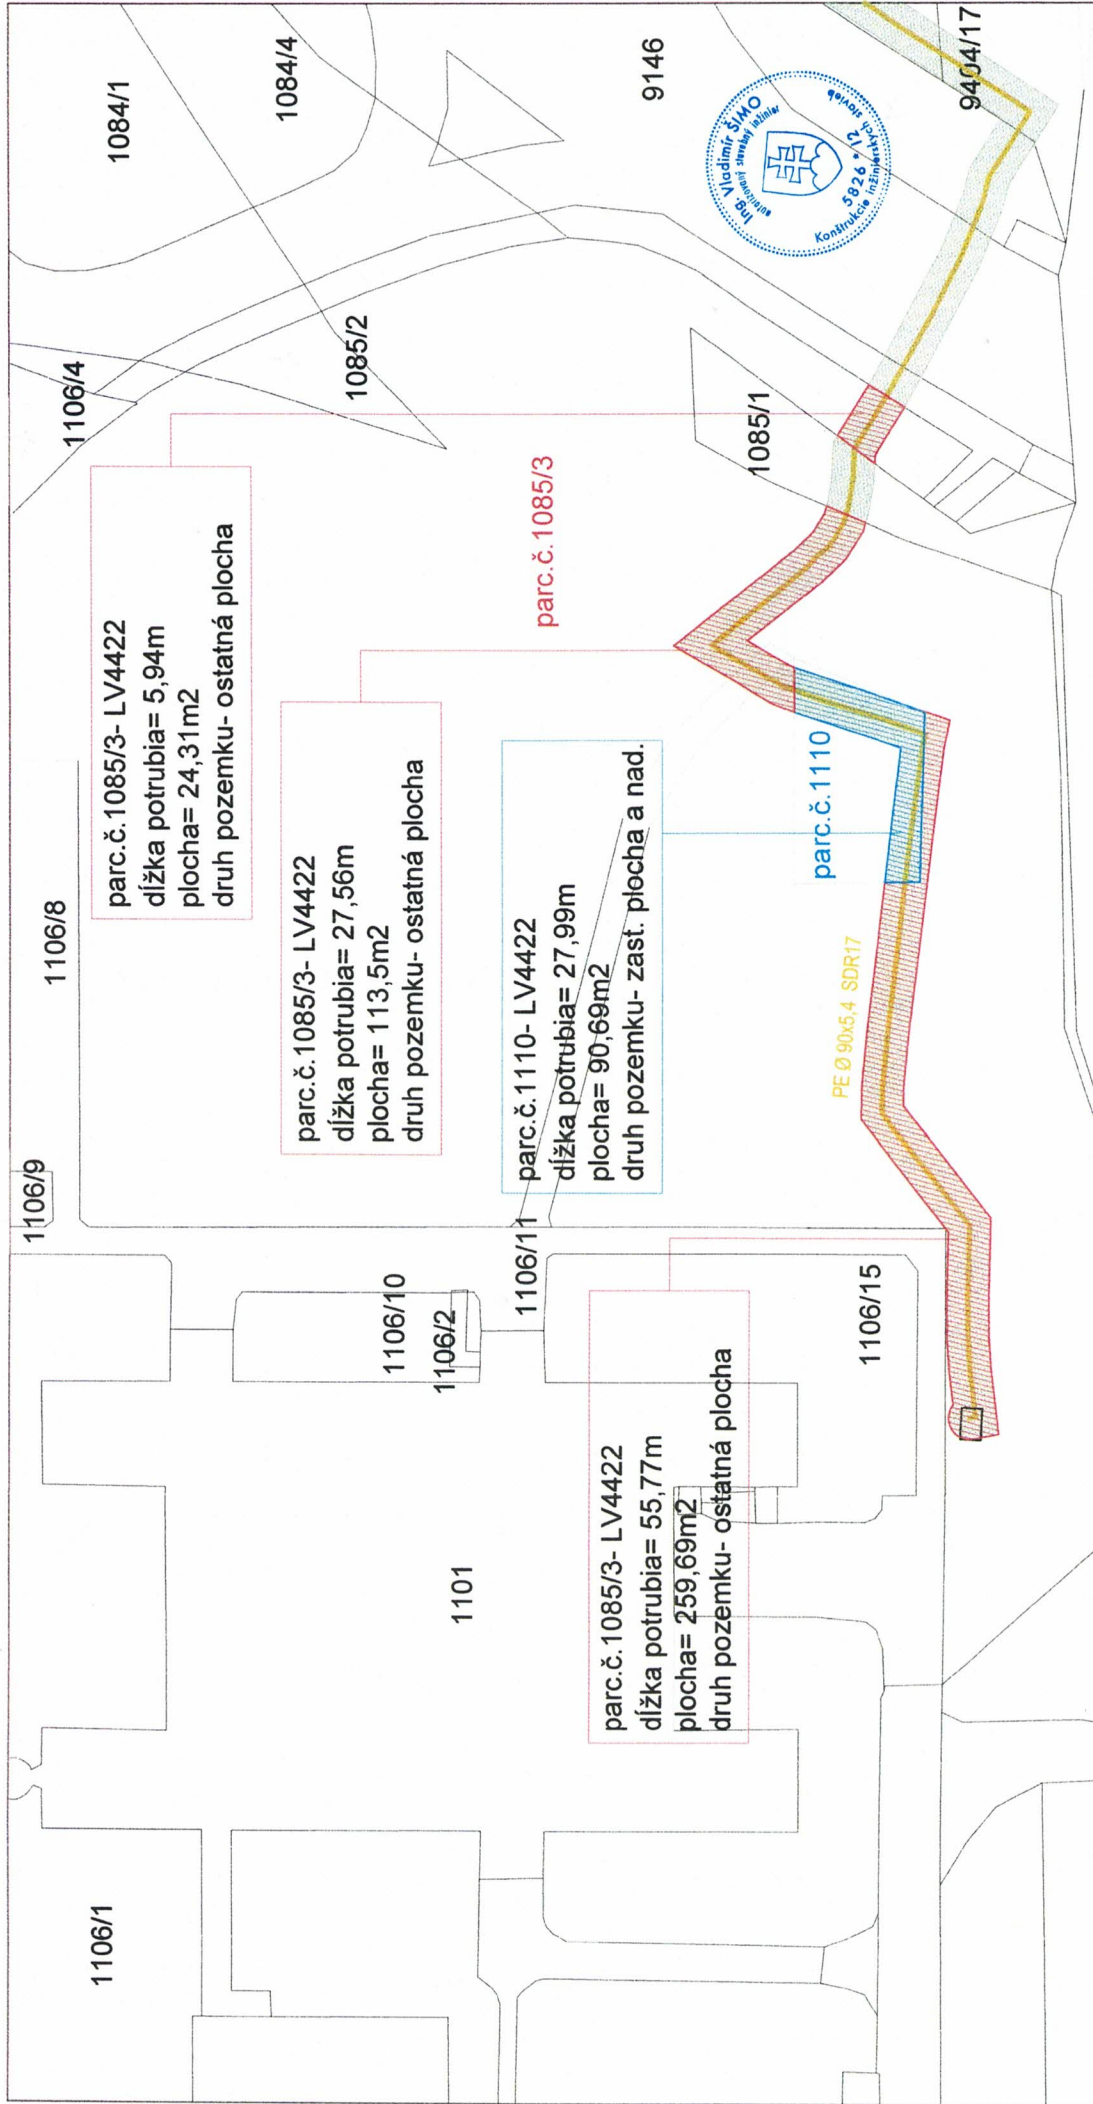 1106/1
1101
1106/9
1106/8
1106/4
1084/1
1084/4
1085/2
9146
9404/17
1085/1
1106/10
1106/2
1106/11
1106/15
parc.č.1085/3- LV4422
dĺžka potrubia= 5,94m
plocha= 24,31m2
druh pozemku- ostatná plocha
parc.č.1085/3- LV4422
dĺžka potrubia= 27,56m
plocha= 113,5m2
druh pozemku- ostatná plocha
parc.č.1110- LV4422
dĺžka potrubia= 27,99m
plocha= 90,69m2
druh pozemku- zast. plocha a nad.
parc.č.1085/3- LV4422
dĺžka potrubia= 55,77m
plocha= 259,69m2
druh pozemku- ostatná plocha
parc.č.1085/3
parc.č.1110
PE Ø 90x5,4 SDR17
Ing. Vladimír ŠIMO
autorizovaný stavebný inžinier
5826 * I2
Konštrukcie inžinierskych stavieb